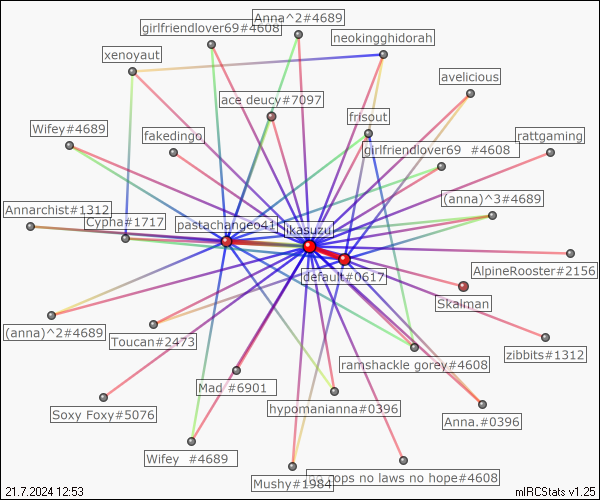 girlfriendlover69#4608
Anna^2#4689
neokingghidorah
xenoyaut
avelicious
ace deucy#7097
frisout
Wifey#4689
fakedingo
girlfriendlover69 #4608
rattgaming
(anna)^3#4689
Annarchist#1312
Cypha#1717
pastachangeo41
likasuzu
default#0617
AlpineRooster#2156
Skalman
(anna)^2#4689
Toucan#2473
zibbits#1312
ramshackle gorey#4608
Mad #6901
Soxy Foxy#5076
hypomanianna#0396
Anna.#0396
Wifey #4689
Mushy#1984
cops no laws no hope#4608
21.7.2024 12:53
mIRCStats v1.25